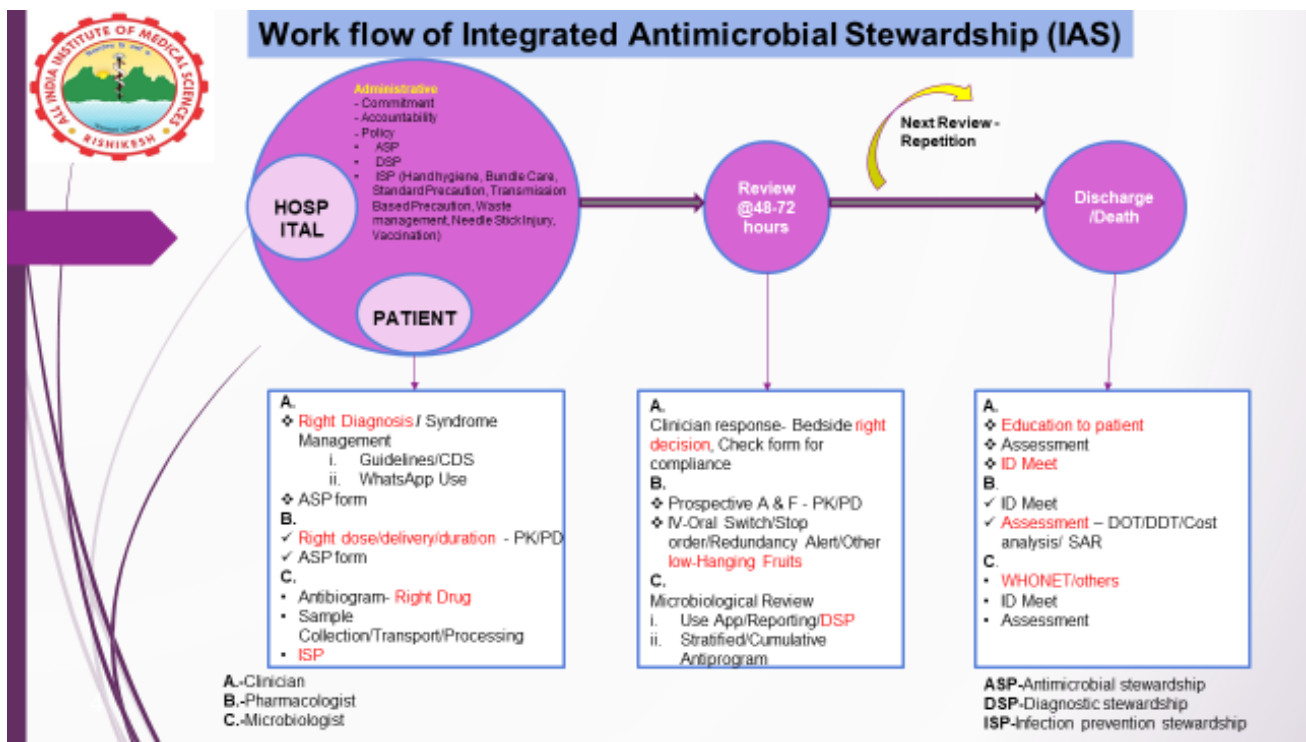 Work flow of Integrated Antimicrobial Stewardship (IAS)
ALL INDIA INSTITUTE OF MEDICAL SCIENCES
RISHIKESH
Administrative
- Commitment
- Accountability
- Policy
• ASP
• DSP
• ISP (Handhygiene, Bundle Care,
Standard Precaution, Transmission
Based Precaution, Waste
management, Needle Stick Injury,
Vaccination)
HOSP
ITAL
PATIENT
Review
@48-72
hours
Next Review -
Repetition
Discharge
/Death
A.
❖ Right Diagnosis / Syndrome
Management
i. Guidelines/CDS
ii. WhatsApp Use
❖ ASP form
B.
✓ Right dose/delivery/duration - PK/PD
✓ ASP form
C.
• Antibiogram- Right Drug
• Sample
Collection/Transport/Processing
• ISP
A.
Clinician response- Bedside right
decision, Check form for
compliance
B.
❖ Prospective A & F - PK/PD
❖ IV-Oral Switch/Stop
order/Redundancy Alert/Other
low-Hanging Fruits
C.
Microbiological Review
i. Use App/Reporting/DSP
ii. Stratified/Cumulative
Antiprogram
A.
❖ Education to patient
❖ Assessment
❖ ID Meet
B.
✓ ID Meet
✓ Assessment – DOT/DDT/Cost
analysis/ SAR
C.
• WHONET/others
• ID Meet
• Assessment
A.-Clinician
B.-Pharmacologist
C.-Microbiologist
ASP-Antimicrobial stewardship
DSP-Diagnostic stewardship
ISP-Infection prevention stewardship